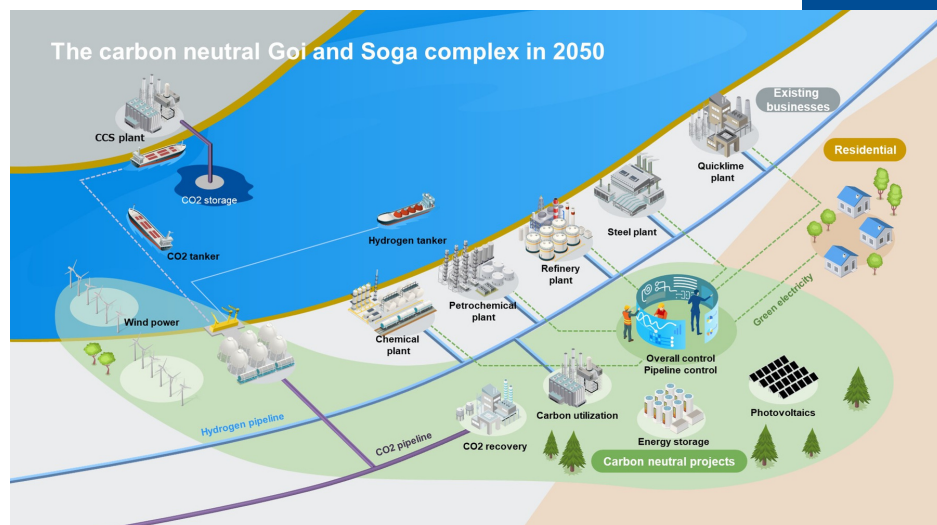 The carbon neutral Goi and Soga complex in 2050
Existing
businesses
CCS plant
Residential
Quicklime
plant
CO2 storage
Steel plant
Hydrogen tanker
CO2 tanker
Refinery
plant
Petrochemical
plant
Green electricity
Wind power
Chemical
plant
Overall control
Pipeline control
Hydrogen pipeline
Carbon utilization
Photovoltaics
CO2 pipeline
CO2 recovery
Energy storage
Carbon neutral projects